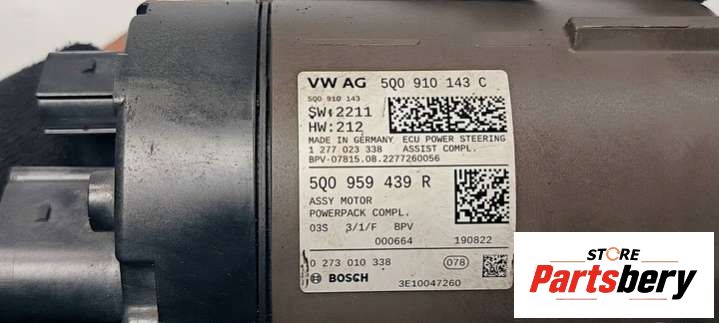 VW AG 5Q0 910 143 C
5Q0 910 143
SW:2211
HW:212
MADE IN GERMANY ECU POWER STEERING
1 277 023 338 ASSIST COMPL.
BPV-07815.08.2277260056
5Q0 959 439 R
ASSY MOTOR
POWERPACK COMPL.
03S 3/1/F BPV
000664 190822
0 273 010 338 078
BOSCH 3E10047260
STORE
Partsbery